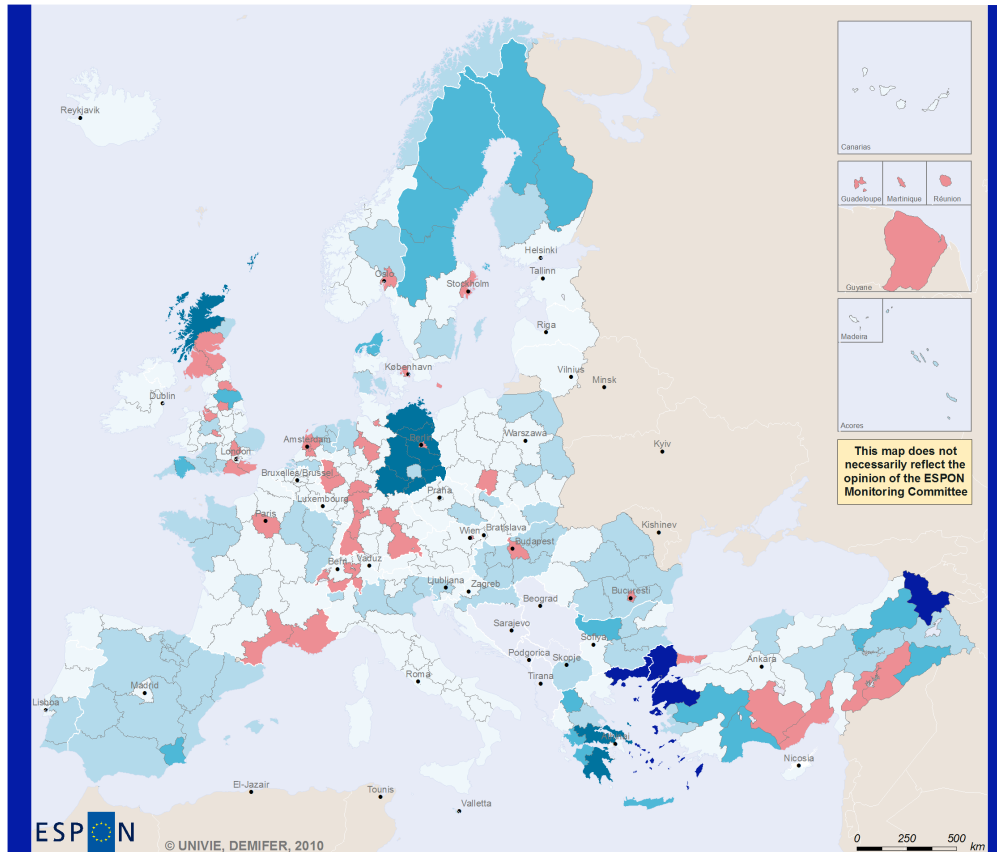 Reykjavik
Canarias
Guadeloupe
Martinique
Réunion
Guyane
Madeira
Acores
This map does not
necessarily reflect the
opinion of the ESPON
Monitoring Committee
Helsinki
Oslo
Tallinn
Stockholm
Riga
København
Vilnius
Minsk
Dublin
Amsterdam
Berlin
Warszawa
London
Kyiv
Bruxelles/Brussel
Praha
Luxembourg
Paris
Kishinev
Wien
Bratislava
Budapest
Bern
Vaduz
Ljubljana
Zagreb
Bucuresti
Beograd
Sarajevo
Sofiya
Podgorica
Skopje
Ankara
Roma
Tirana
Madrid
Lisboa
Athinai
Nicosia
El-Jazair
Tounis
Valletta
ESPON
© UNIVIE, DEMIFER, 2010
0 250 500
km